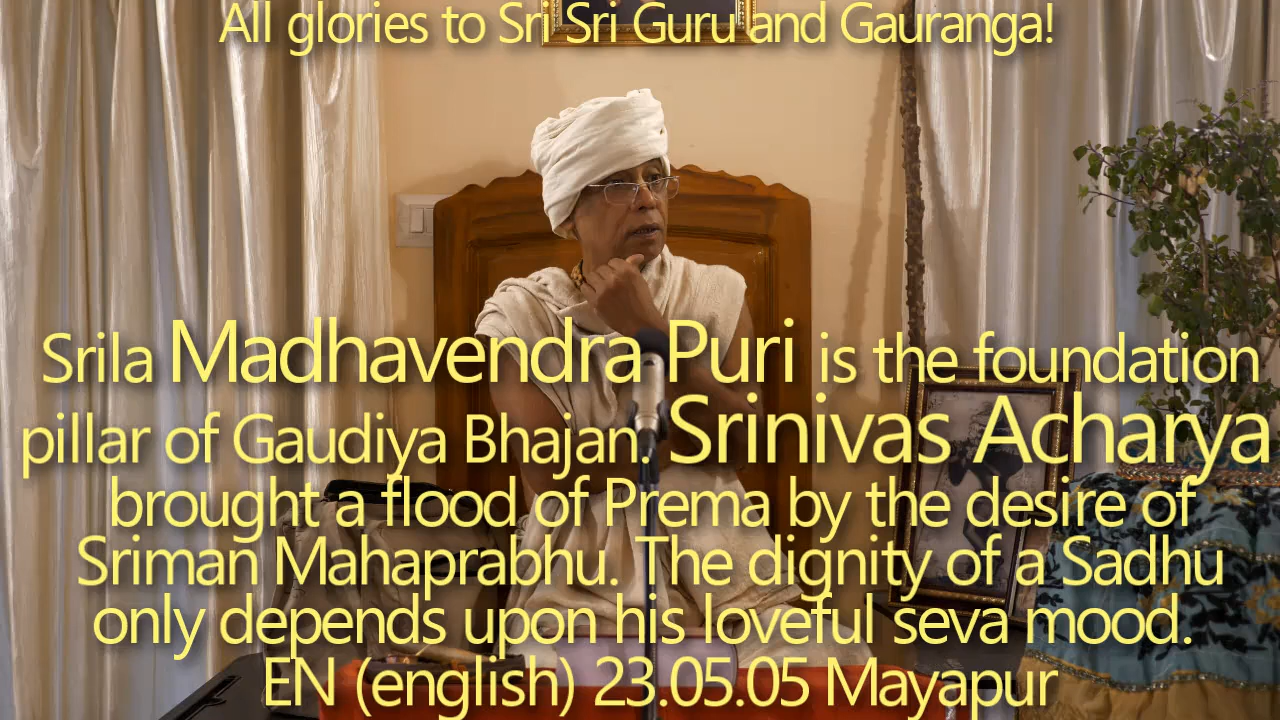 All glories to Sri Sri Guru and Gauranga!
Srila Madhavendra Puri is the foundation
pillar of Gaudiya Bhajan. Srinivas Acharya
brought a flood of Prema by the desire of
Sriman Mahaprabhu. The dignity of a Sadhu
only depends upon his loveful seva mood.
EN (english) 23.05.05 Mayapur